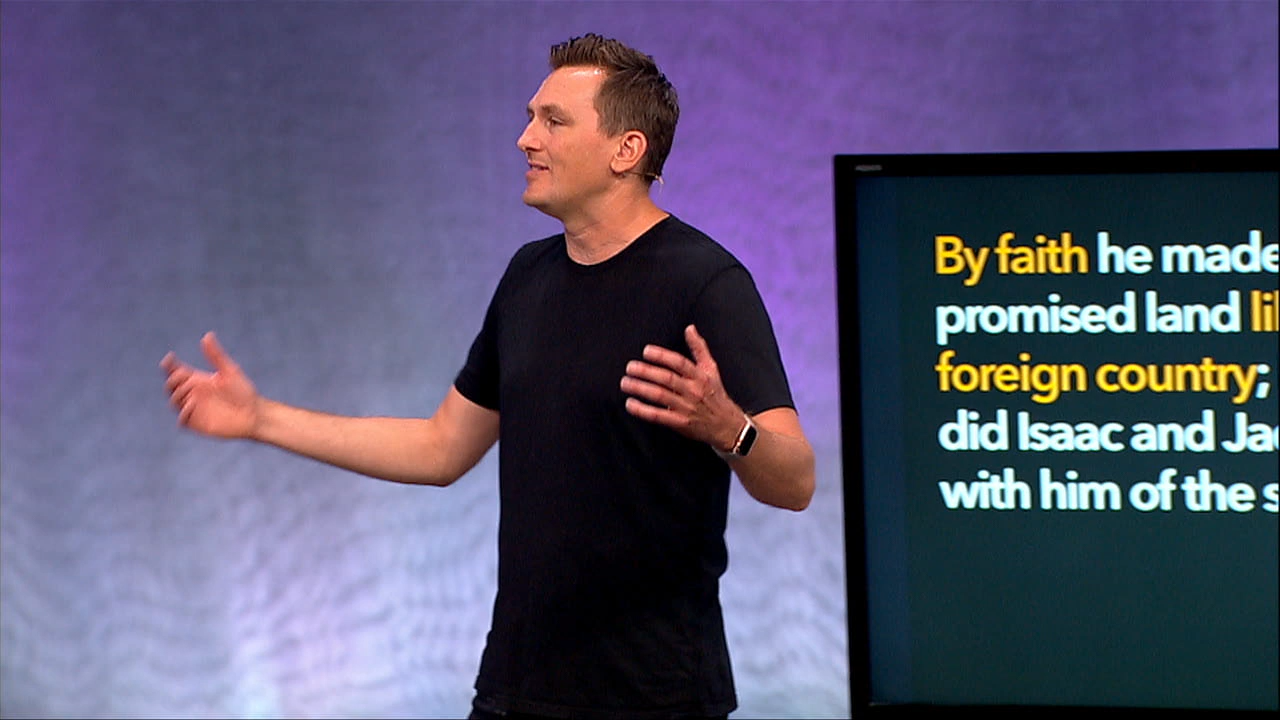 By faith he made
promised land
foreign country;
did Isaac and
with him of the